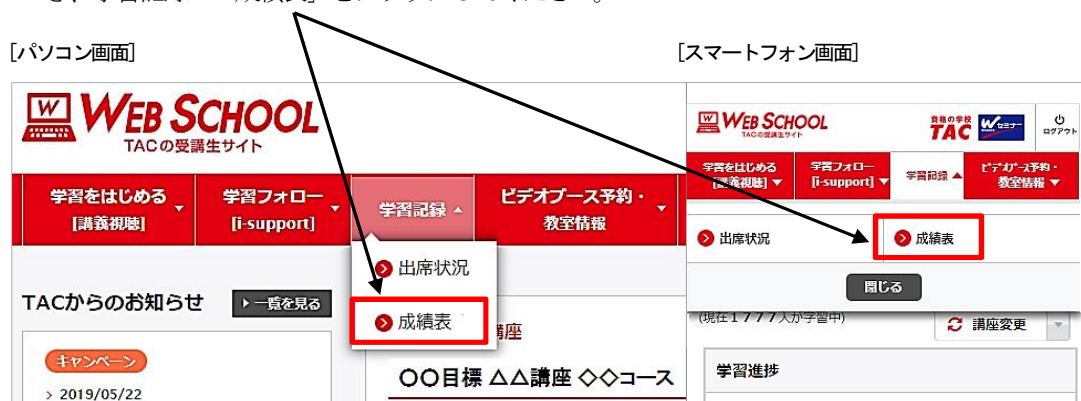 [パソコン画面]
[スマートフォン画面]
WEB SCHOOL
TACの受講生サイト
学習をはじめる
[講義視聴]
学習フォロー
[i-support]
学習記録
ビデオブース予約・
教室情報
出席状況
成績表
TACからのお知らせ
一覧を見る
キャンペーン
2019/05/22
講座
〇〇目標 △△講座 ◇◇コース
W
WEB SCHOOL
TACの受講生サイト
資格の学校
TAC
Wセミナー
ログアウト
学習をはじめる
[講義視聴]
学習フォロー
[i-support]
学習記録
ビデオブース予約・
教室情報
出席状況
成績表
閉じる
(現在1777人が学習中)
講座変更
学習進捗